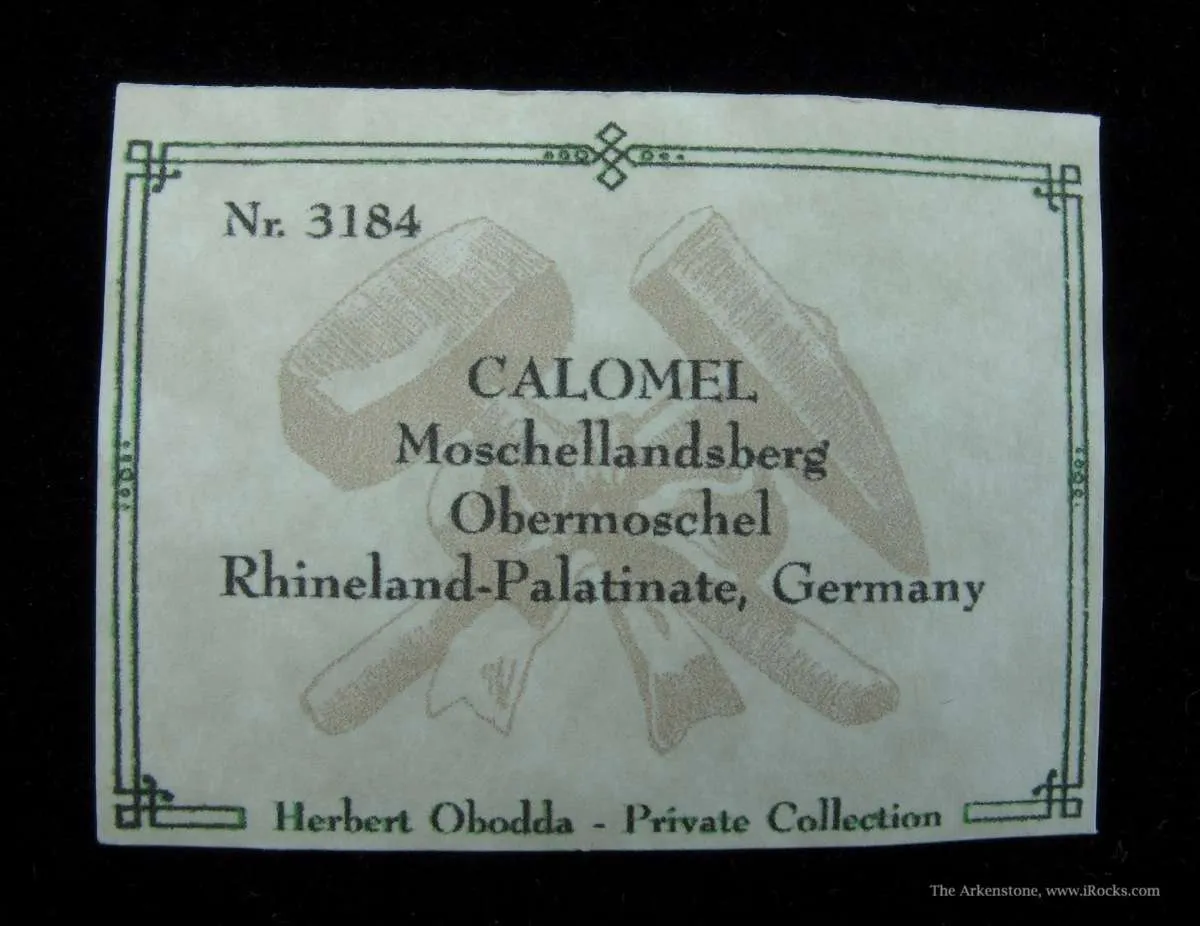 Nr. 3184
CALOMEL
Moschellandsberg
Obermoschel
Rhineland-Palatinate, Germany
Herbert Obodda - Private Collection
The Arkenstone, www.iRocks.com